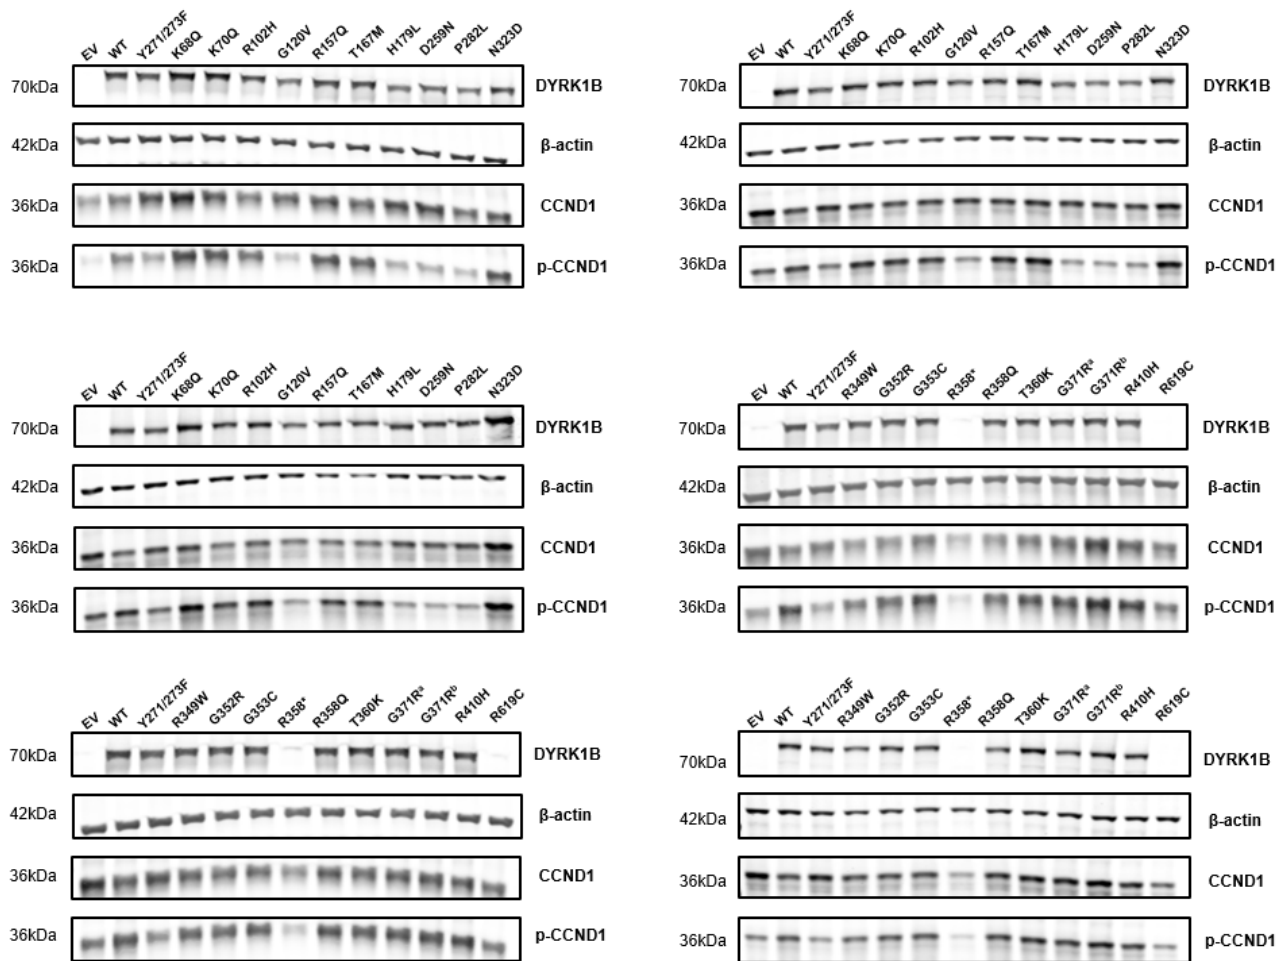 EV WT Y271/273F K68Q K70Q R102H G120V R157Q T167M H179L D259N P282L N323D
70kDa DYRK1B
42kDa β-actin
36kDa CCND1
36kDa p-CCND1
EV WT Y271/273F K68Q K70Q R102H G120V R157Q T167M H179L D259N P282L N323D
70kDa DYRK1B
42kDa β-actin
36kDa CCND1
36kDa p-CCND1
EV WT Y271/273F K68Q K70Q R102H G120V R157Q T167M H179L D259N P282L N323D
70kDa DYRK1B
42kDa β-actin
36kDa CCND1
36kDa p-CCND1
EV WT Y271/273F R349W G352R G353C R358* R358Q T360K G371Rᵃ G371Rᵇ R410H R619C
70kDa DYRK1B
42kDa β-actin
36kDa CCND1
36kDa p-CCND1
EV WT Y271/273F R349W G352R G353C R358* R358Q T360K G371Rᵃ G371Rᵇ R410H R619C
70kDa DYRK1B
42kDa β-actin
36kDa CCND1
36kDa p-CCND1
EV WT Y271/273F R349W G352R G353C R358* R358Q T360K G371Rᵃ G371Rᵇ R410H R619C
70kDa DYRK1B
42kDa β-actin
36kDa CCND1
36kDa p-CCND1